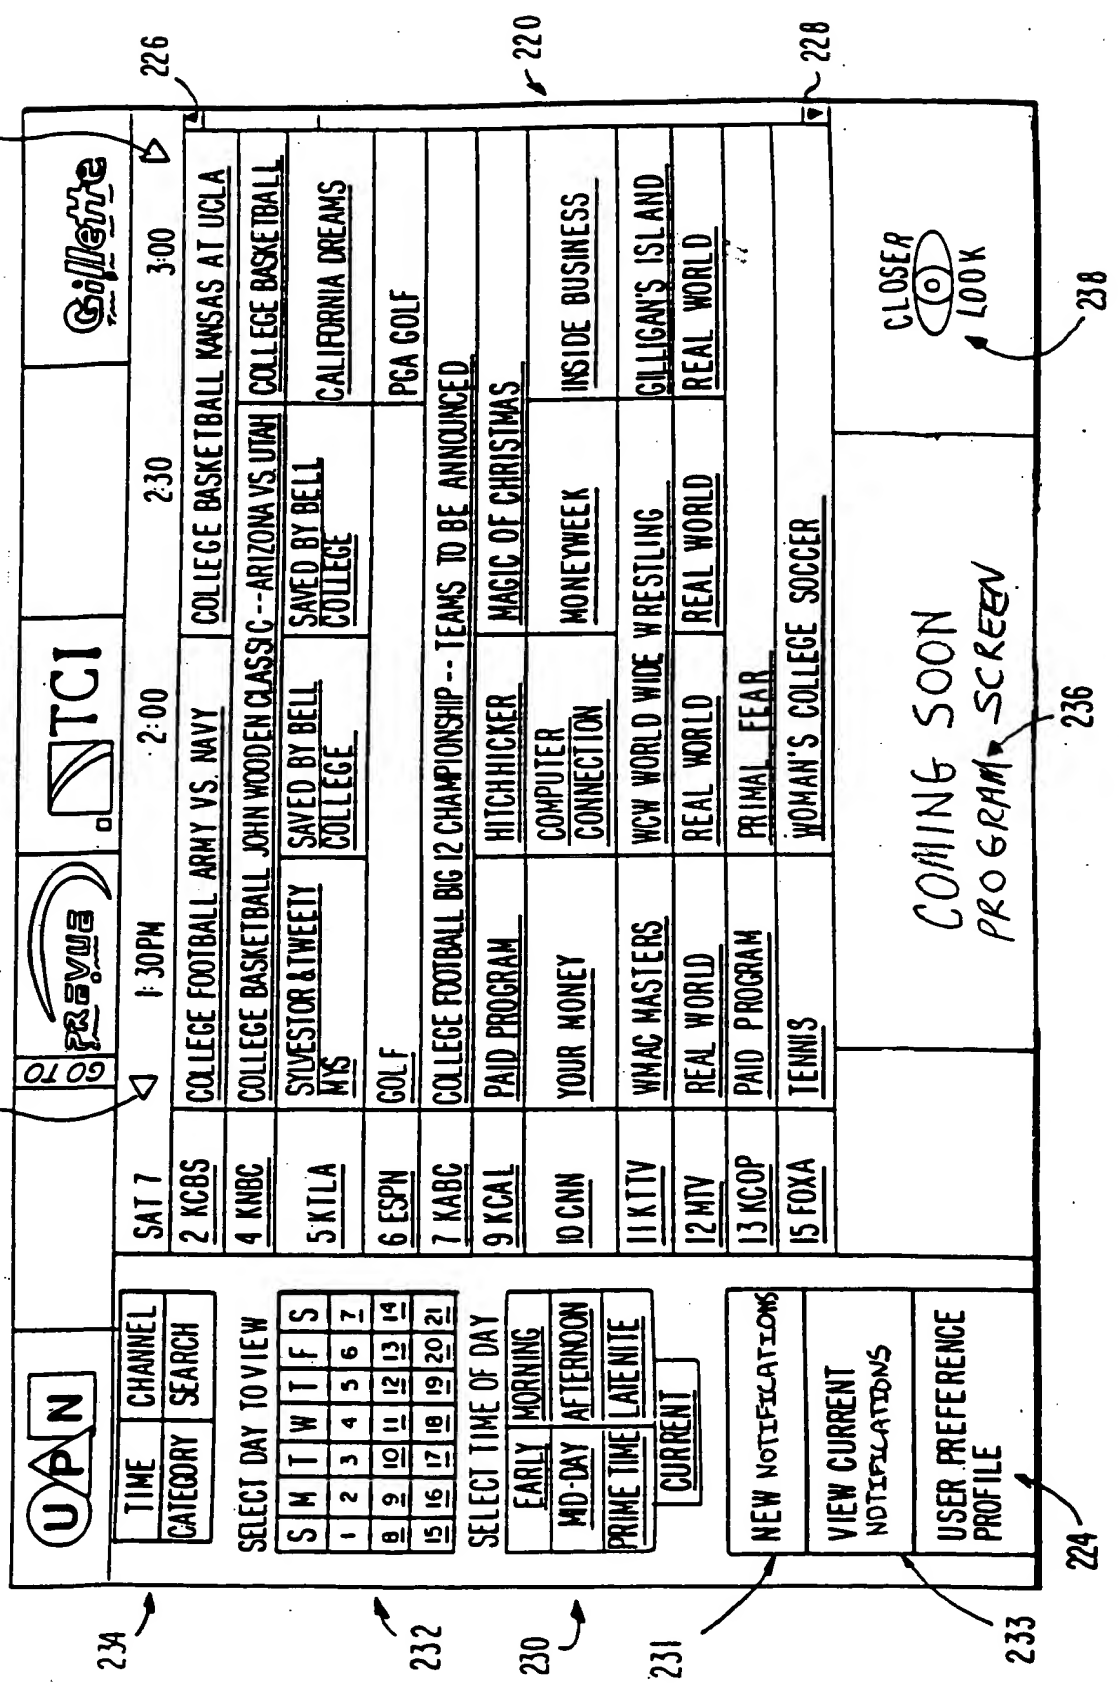 UPN
GO TO
PREVUE
TCI
Gillette
TIME CHANNEL
CATEGORY SEARCH
SELECT DAY TO VIEW
S M T W T F S
1 2 3 4 5 6 7
8 9 10 11 12 13 14
15 16 17 18 19 20 21
SELECT TIME OF DAY
EARLY MORNING
MID-DAY AFTERNOON
PRIME TIME LATENITE
CURRENT
NEW NOTIFICATIONS
VIEW CURRENT
NOTIFICATIONS
USER PREFERENCE
PROFILE
SAT 7 1:30PM 2:00 2:30 3:00
2 KCBS COLLEGE FOOTBALL ARMY VS. NAVY COLLEGE BASKETBALL KANSAS AT UCLA
4 KNBC COLLEGE BASKETBALL JOHN WOODEN CLASSIC--ARIZONA VS. UTAH COLLEGE BASKETBALL
5 KTLA SYLVESTOR & TWEETY MYS SAVED BY BELL COLLEGE SAVED BY BELL COLLEGE CALIFORNIA DREAMS
6 ESPN GOLF PGA GOLF
7 KABC COLLEGE FOOTBALL BIG 12 CHAMPIONSHIP--TEAMS TO BE ANNOUNCED
9 KCAL PAID PROGRAM HITCHHICKER MAGIC OF CHRISTMAS
10 CNN YOUR MONEY COMPUTER CONNECTION MONEYWEEK INSIDE BUSINESS
11 KTTV WMAC MASTERS WCW WORLD WIDE WRESTLING GILLIGAN'S ISLAND
12 MTV REAL WORLD REAL WORLD REAL WORLD REAL WORLD
13 KCOP PAID PROGRAM PRIMAL FEAR
15 FOXA TENNIS WOMAN'S COLLEGE SOCCER
COMING SOON
PROGRAM SCREEN
CLOSER
LOOK
234
232
230
231
233
224
226
220
228
236
238